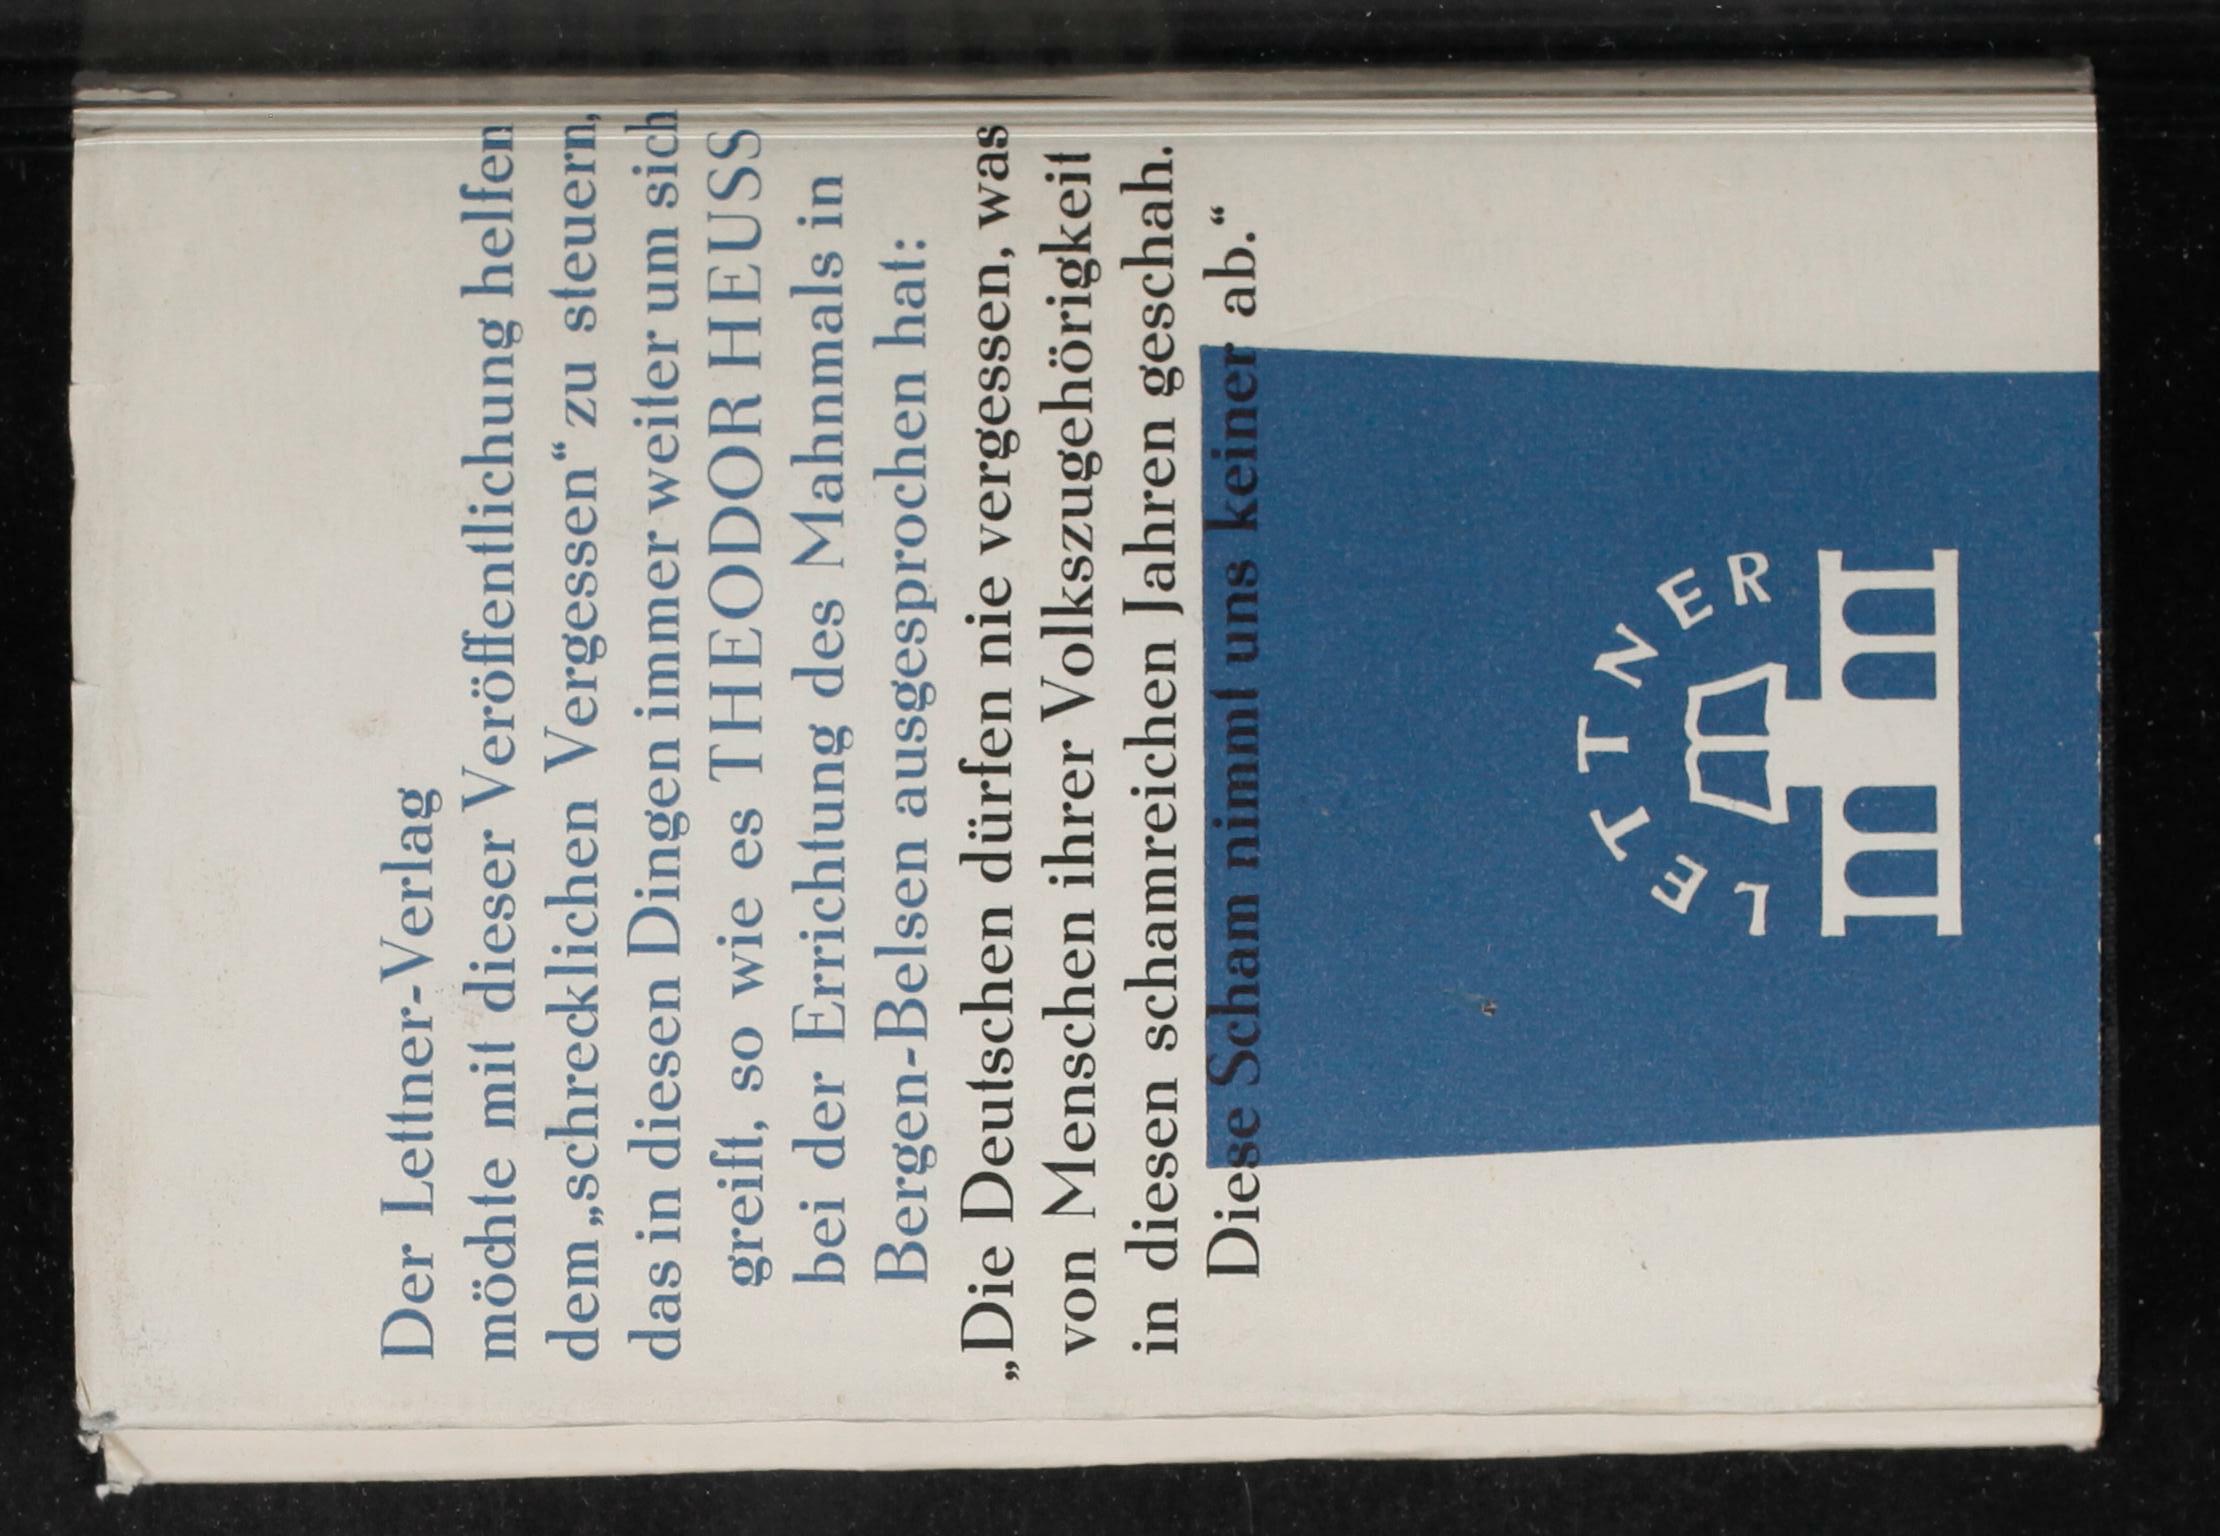 Der Lettner-Verlag
möchte mit dieser Veröffentlichung helfen
dem „schrecklichen Vergessen“ zu steuern,
das in diesen Dingen immer weiter um sich
greift, so wie es THEODOR HEUSS
bei der Errichtung des Mahnmals in
Bergen-Belsen ausgesprochen hat:
„Die Deutschen dürfen nie vergessen, was
von Menschen ihrer Volkszugehörigkeit
in diesen schamreichen Jahren geschah.
Diese Scham nimmt uns keiner ab.“
LETTNER